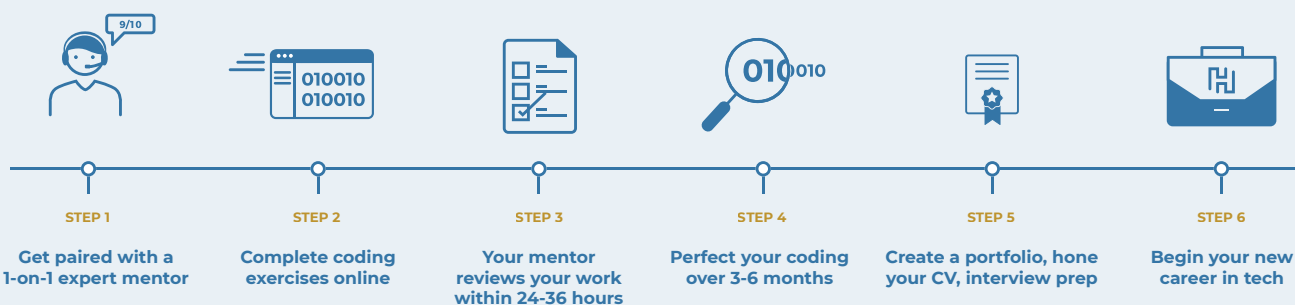 9/10
010010
010010
010010
STEP 1
Get paired with a
1-on-1 expert mentor
STEP 2
Complete coding
exercises online
STEP 3
Your mentor
reviews your work
within 24-36 hours
STEP 4
Perfect your coding
over 3-6 months
STEP 5
Create a portfolio, hone
your CV, interview prep
STEP 6
Begin your new
career in tech